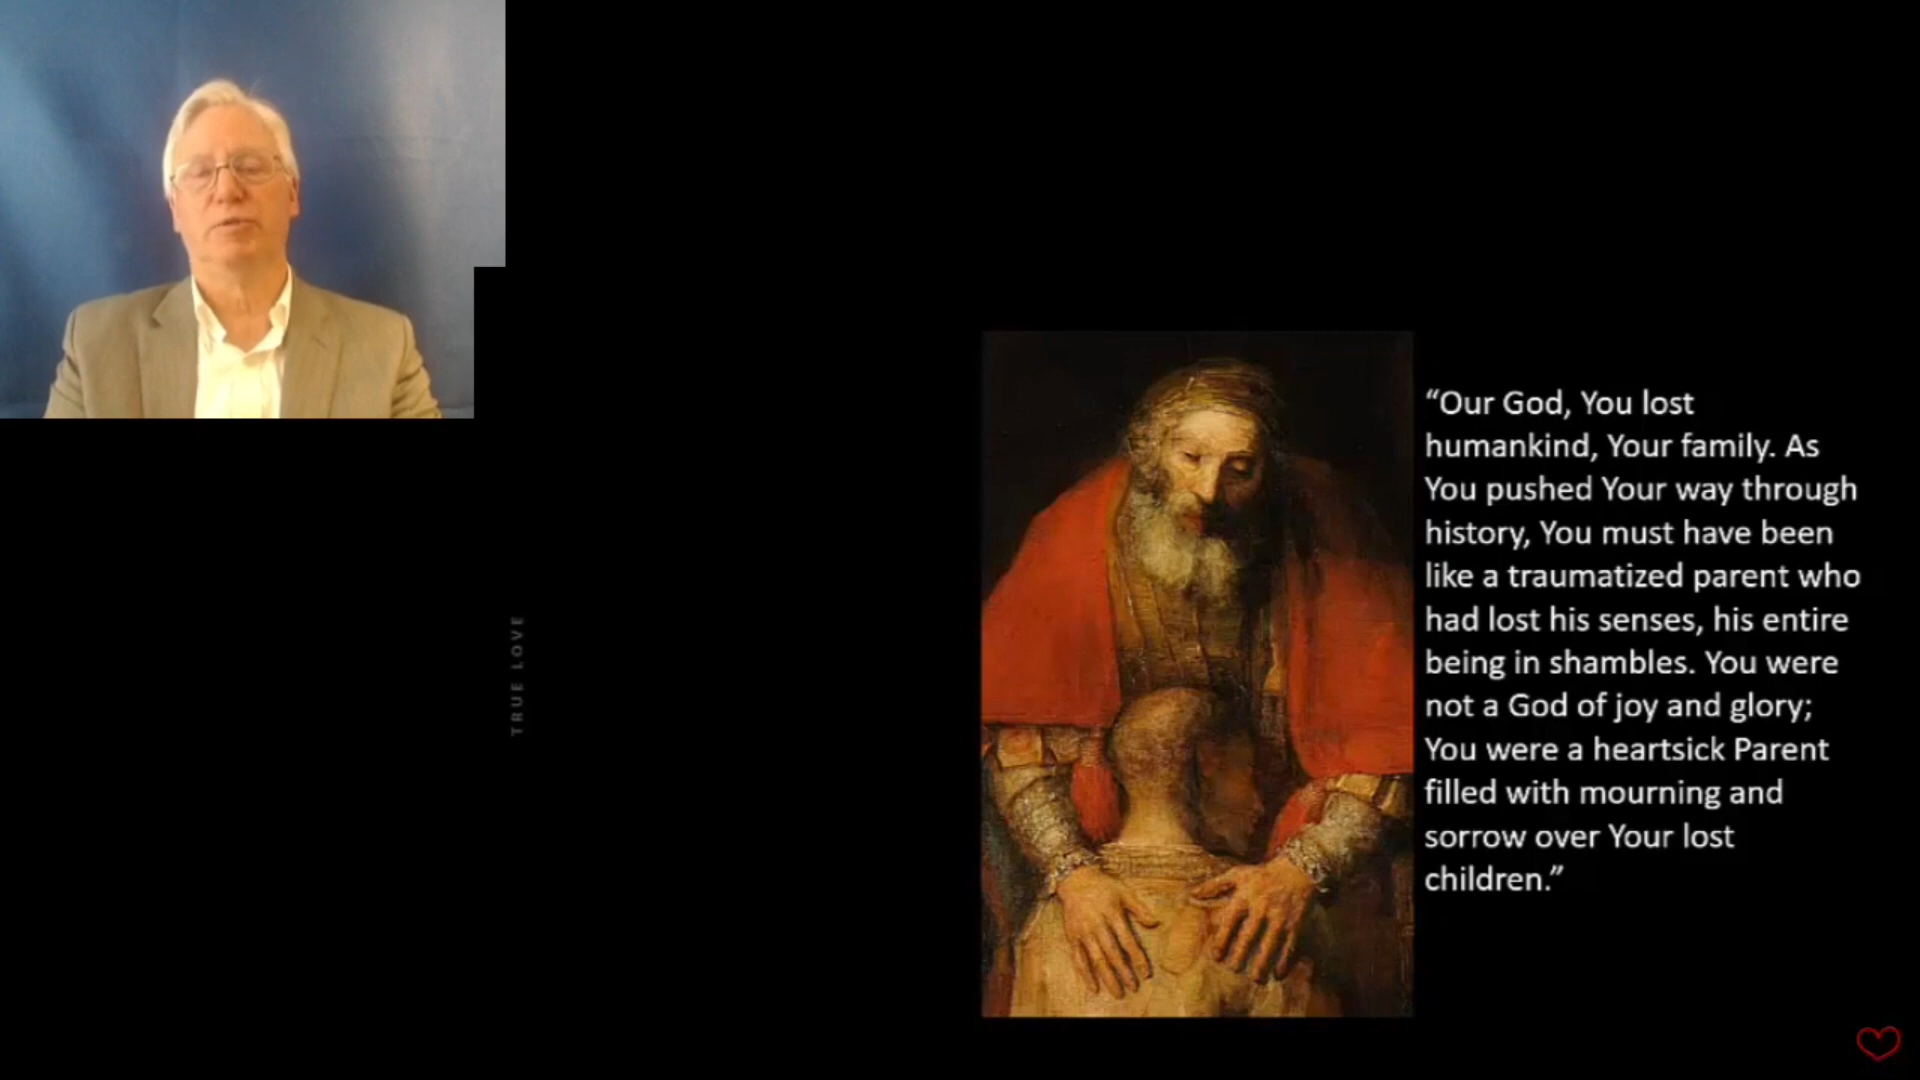 “Our God, You lost
humankind, Your family. As
You pushed Your way through
history, You must have been
like a traumatized parent who
had lost his senses, his entire
being in shambles. You were
not a God of joy and glory;
You were a heartsick Parent
filled with mourning and
sorrow over Your lost
children.”
TRUE LOVE